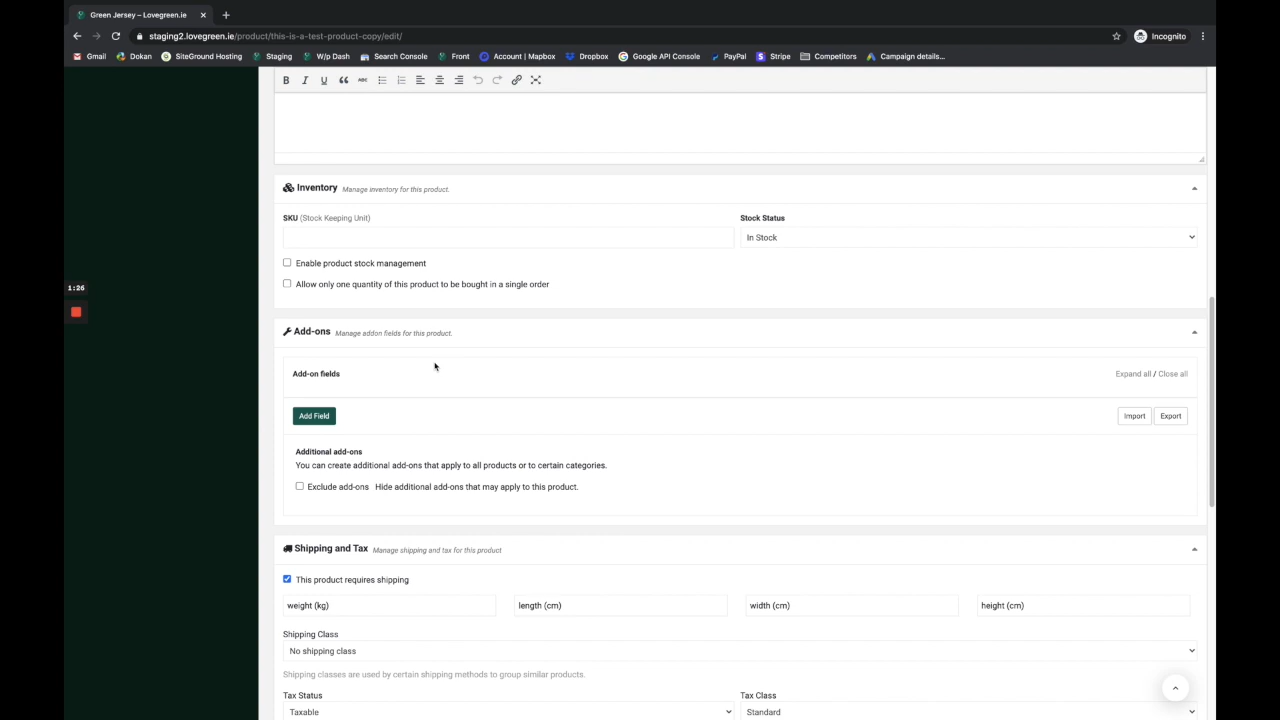 Green Jersey – Lovegreen.ie
staging2.lovegreen.ie/product/this-is-a-test-product-copy/edit/
Incognito
Gmail Dokan SiteGround Hosting Staging W/p Dash Search Console Front Account | Mapbox Dropbox Google API Console PayPal Stripe Competitors Campaign details...
B I U ABC
Inventory Manage inventory for this product.
SKU (Stock Keeping Unit) Stock Status
In Stock
Enable product stock management
1:26
Allow only one quantity of this product to be bought in a single order
Add-ons Manage addon fields for this product.
Add-on fields Expand all / Close all
Add Field Import Export
Additional add-ons
You can create additional add-ons that apply to all products or to certain categories.
Exclude add-ons Hide additional add-ons that may apply to this product.
Shipping and Tax Manage shipping and tax for this product
This product requires shipping
weight (kg) length (cm) width (cm) height (cm)
Shipping Class
No shipping class
Shipping classes are used by certain shipping methods to group similar products.
Tax Status Tax Class
Taxable Standard